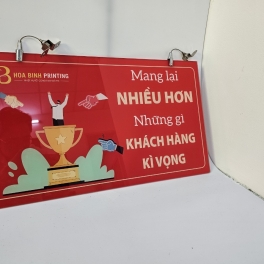 B HOA BINH PRINTING
Mang lại
NHIỀU HƠN
Những gì
KHÁCH HÀNG
KÌ VỌNG